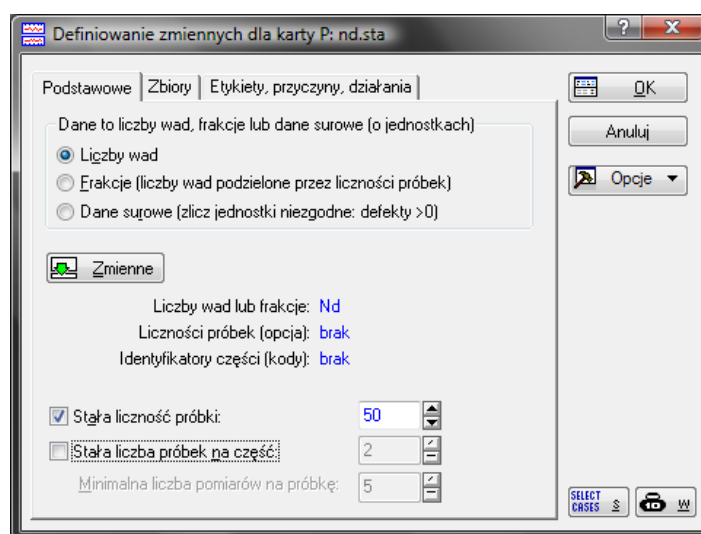 Definiowanie zmiennych dla karty P: nd.sta
? X
Podstawowe Zbiory Etykiety, przyczyny, działania
OK
Anuluj
Opcje
Dane to liczby wad, frakcje lub dane surowe (o jednostkach)
Liczby wad
Frakcje (liczby wad podzielone przez liczności próbek)
Dane surowe (zlicz jednostki niezgodne: defekty >0)
Zmienne
Liczby wad lub frakcje: Nd
Liczności próbek (opcja): brak
Identyfikatory części (kody): brak
Stała liczność próbki: 50
Stała liczba próbek na część: 2
Minimalna liczba pomiarów na próbkę: 5
SELECT
CASES S
W